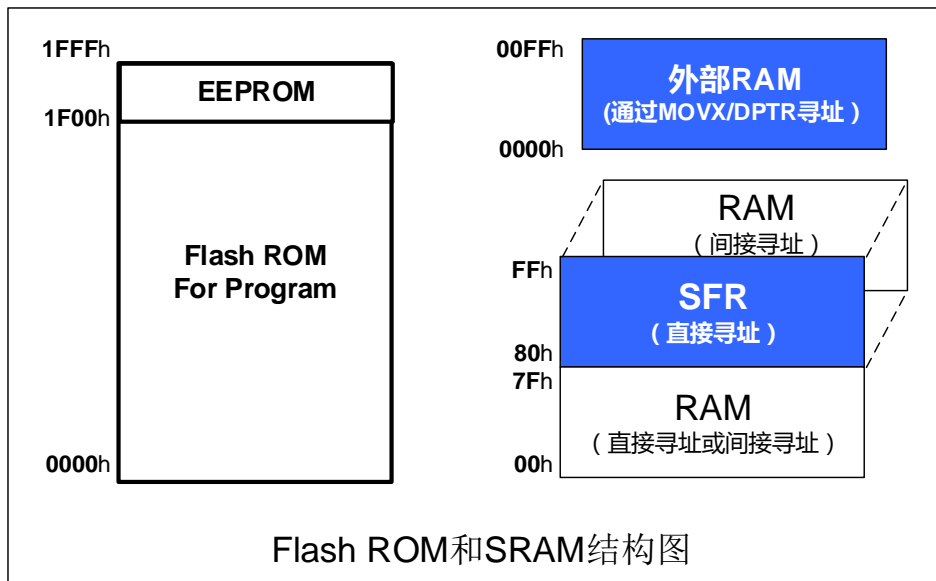 1FFFh
EEPROM
1F00h
Flash ROM
For Program
0000h
00FFh
外部RAM
(通过MOVX/DPTR寻址）
0000h
RAM
（间接寻址）
FFh
SFR
（直接寻址）
80h
7Fh
RAM
（直接寻址或间接寻址）
00h
Flash ROM和SRAM结构图